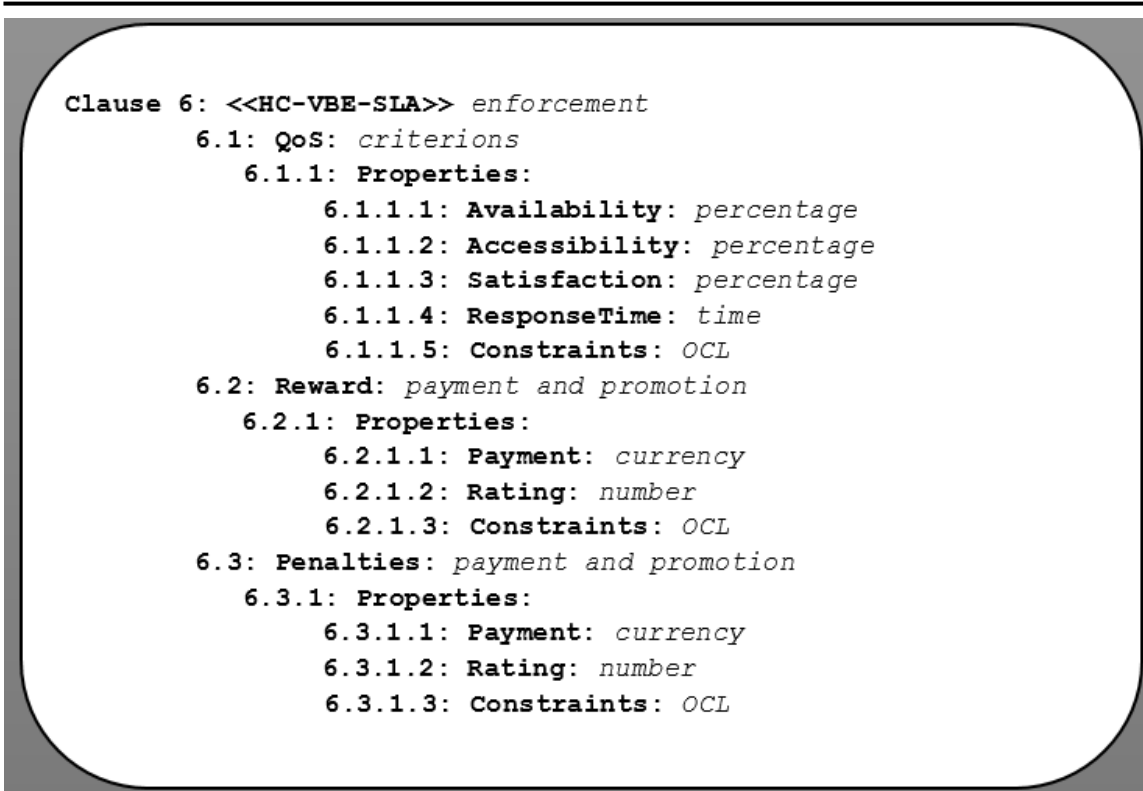 Clause 6: <<HC-VBE-SLA>> enforcement
6.1: QoS: criterions
6.1.1: Properties:
6.1.1.1: Availability: percentage
6.1.1.2: Accessibility: percentage
6.1.1.3: Satisfaction: percentage
6.1.1.4: ResponseTime: time
6.1.1.5: Constraints: OCL
6.2: Reward: payment and promotion
6.2.1: Properties:
6.2.1.1: Payment: currency
6.2.1.2: Rating: number
6.2.1.3: Constraints: OCL
6.3: Penalties: payment and promotion
6.3.1: Properties:
6.3.1.1: Payment: currency
6.3.1.2: Rating: number
6.3.1.3: Constraints: OCL